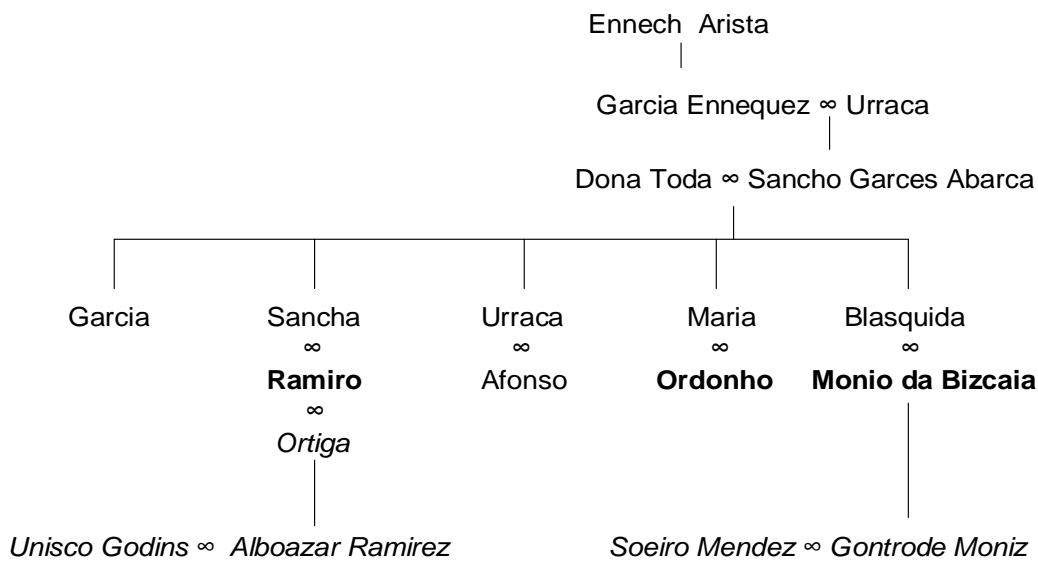 Ennech Arista
Garcia Ennequez ∞ Urraca
Dona Toda ∞ Sancho Garces Abarca
Garcia Sancha Urraca Maria Blasquida
∞ ∞ ∞ ∞
Ramiro Afonso Ordonho Monio da Bizcaia
∞
Ortiga
Unisco Godins ∞ Alboazar Ramirez Soeiro Mendez ∞ Gontrode Moniz